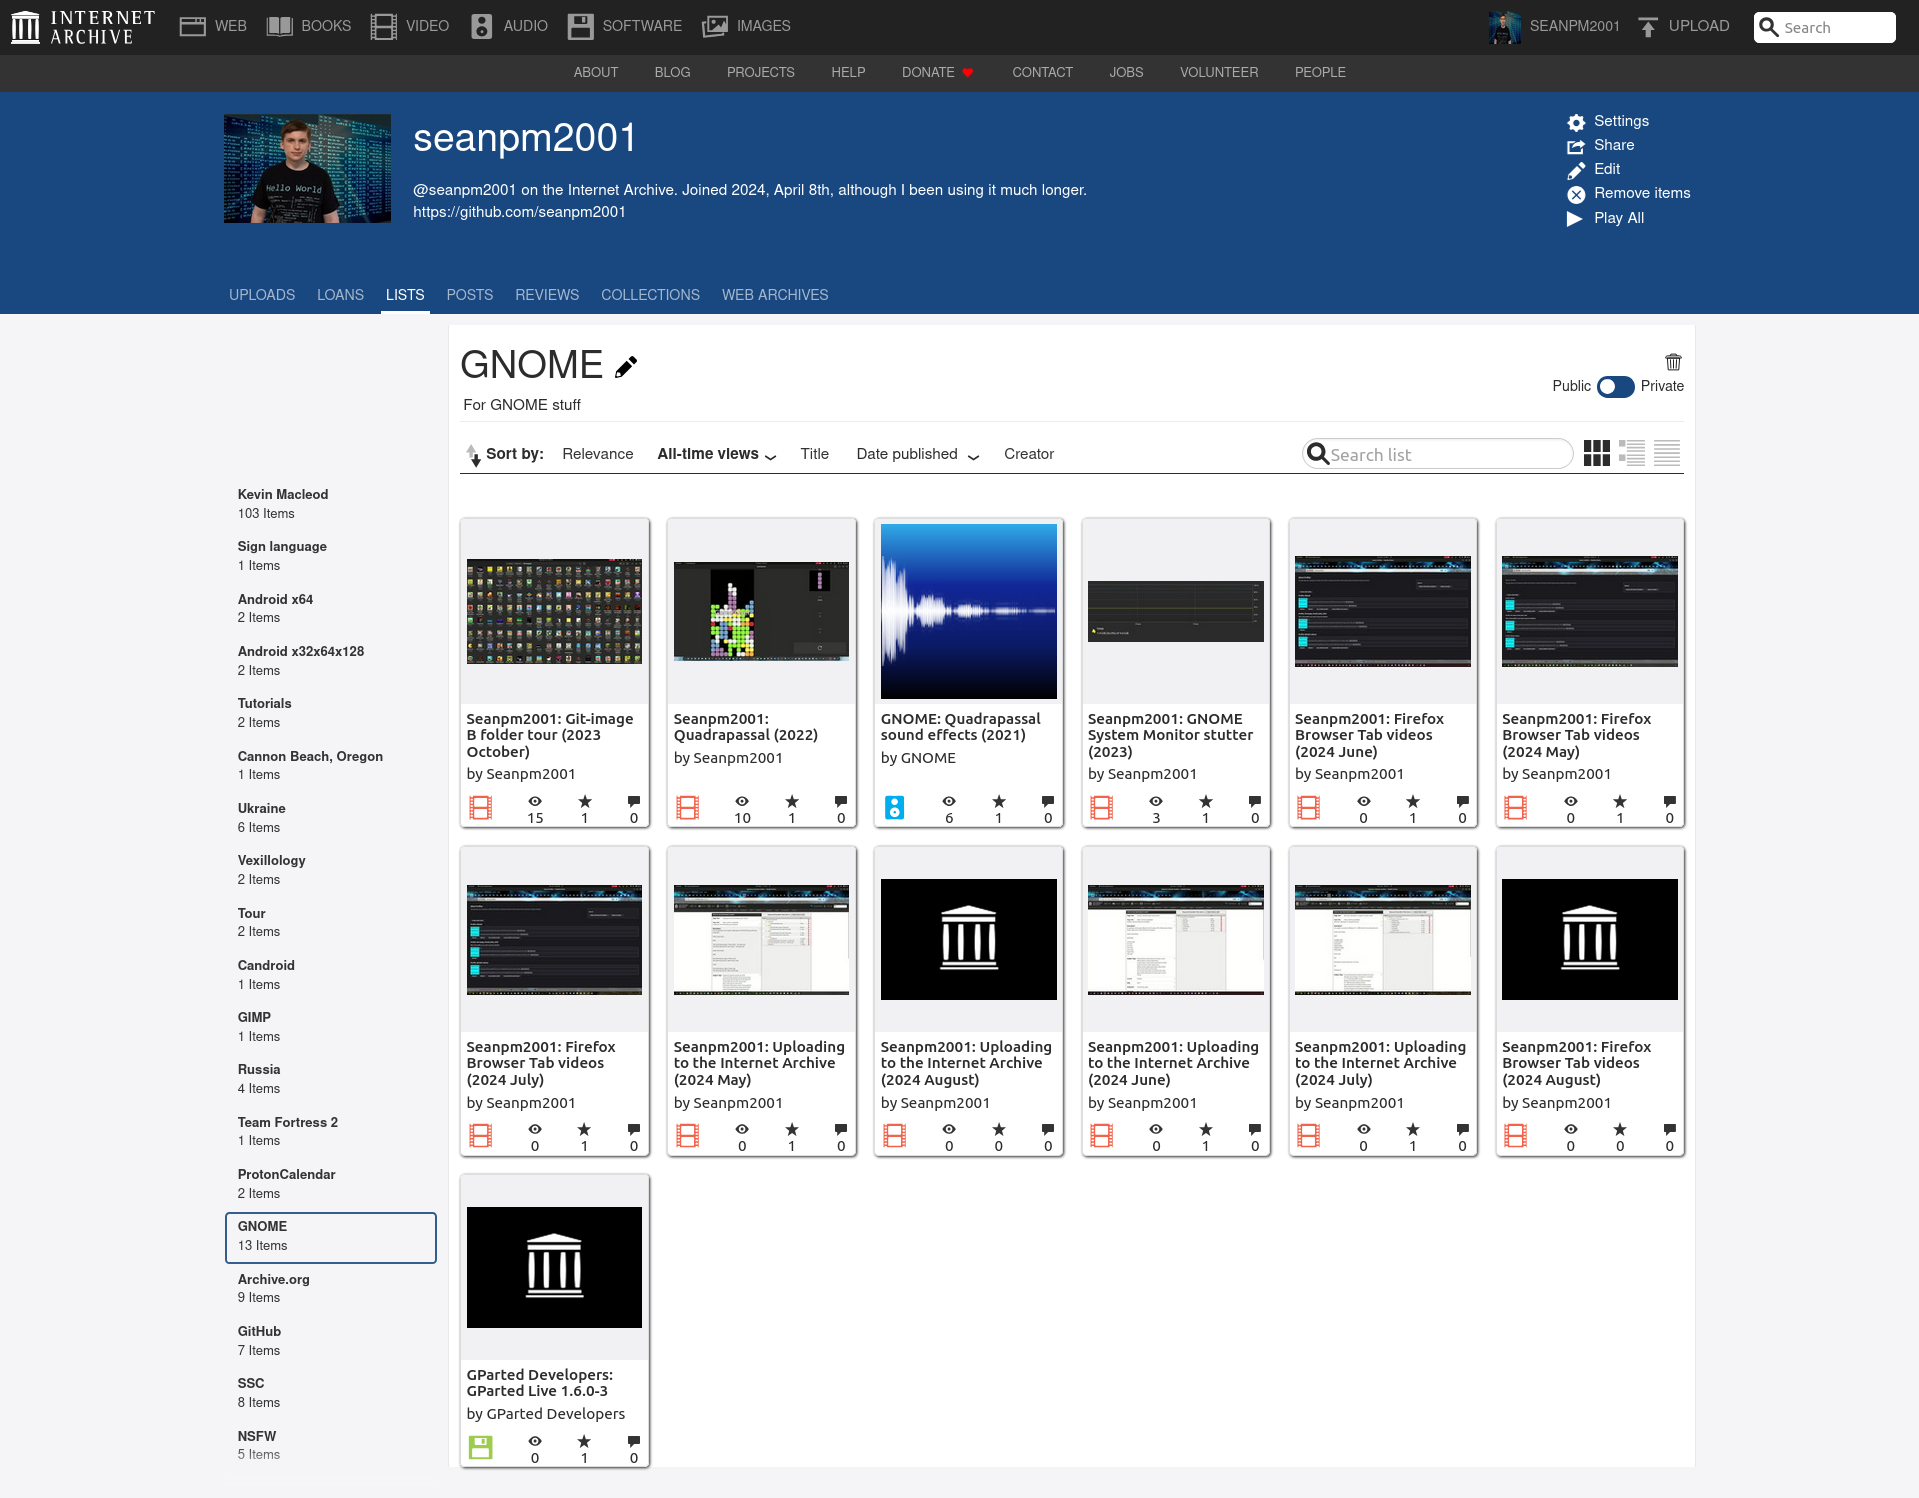 INTERNET ARCHIVE
WEB BOOKS VIDEO AUDIO SOFTWARE IMAGES SEANPM2001 UPLOAD Search
ABOUT BLOG PROJECTS HELP DONATE CONTACT JOBS VOLUNTEER PEOPLE
Hello World
seanpm2001
@seanpm2001 on the Internet Archive. Joined 2024, April 8th, although I been using it much longer.
https://github.com/seanpm2001
Settings
Share
Edit
Remove items
Play All
UPLOADS LOANS LISTS POSTS REVIEWS COLLECTIONS WEB ARCHIVES
Kevin Macleod
103 Items
Sign language
1 Items
Android x64
2 Items
Android x32x64x128
2 Items
Tutorials
2 Items
Cannon Beach, Oregon
1 Items
Ukraine
6 Items
Vexillology
2 Items
Tour
2 Items
Candroid
1 Items
GIMP
1 Items
Russia
4 Items
Team Fortress 2
1 Items
ProtonCalendar
2 Items
GNOME
13 Items
Archive.org
9 Items
GitHub
7 Items
SSC
8 Items
NSFW
5 Items
GNOME
For GNOME stuff
Public Private
Sort by: Relevance All-time views Title Date published Creator Search list
Seanpm2001: Git-image
B folder tour (2023
October)
by Seanpm2001
15 1 0
Seanpm2001:
Quadrapassal (2022)
by Seanpm2001
10 1 0
GNOME: Quadrapassal
sound effects (2021)
by GNOME
6 1 0
Seanpm2001: GNOME
System Monitor stutter
(2023)
by Seanpm2001
3 1 0
Seanpm2001: Firefox
Browser Tab videos
(2024 June)
by Seanpm2001
0 1 0
Seanpm2001: Firefox
Browser Tab videos
(2024 May)
by Seanpm2001
0 1 0
Seanpm2001: Firefox
Browser Tab videos
(2024 July)
by Seanpm2001
0 1 0
Seanpm2001: Uploading
to the Internet Archive
(2024 May)
by Seanpm2001
0 1 0
Seanpm2001: Uploading
to the Internet Archive
(2024 August)
by Seanpm2001
0 0 0
Seanpm2001: Uploading
to the Internet Archive
(2024 June)
by Seanpm2001
0 1 0
Seanpm2001: Uploading
to the Internet Archive
(2024 July)
by Seanpm2001
0 1 0
Seanpm2001: Firefox
Browser Tab videos
(2024 August)
by Seanpm2001
0 0 0
GParted Developers:
GParted Live 1.6.0-3
by GParted Developers
0 1 0